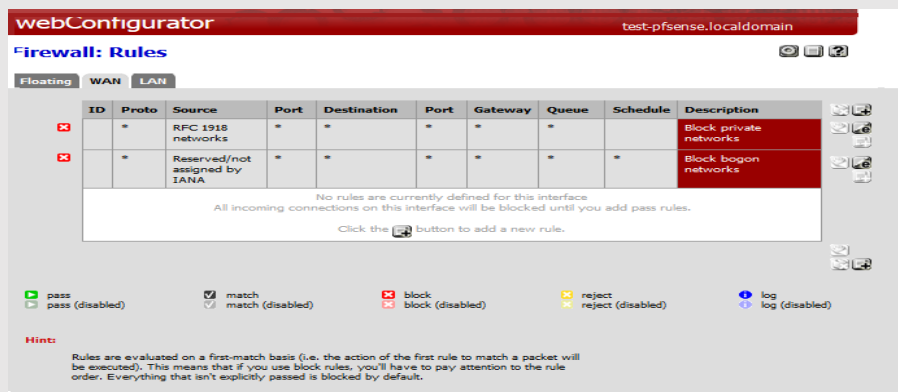 webConfigurator
test-pfsense.localdomain
Firewall: Rules
Floating WAN LAN
ID Proto Source Port Destination Port Gateway Queue Schedule Description
* RFC 1918 networks * * * * * Block private networks
* Reserved/not assigned by IANA * * * * * * Block bogon networks
No rules are currently defined for this interface
All incoming connections on this interface will be blocked until you add pass rules.
Click the button to add a new rule.
pass match block reject log
pass (disabled) match (disabled) block (disabled) reject (disabled) log (disabled)
Hint:
Rules are evaluated on a first-match basis (i.e. the action of the first rule to match a packet will
be executed). This means that if you use block rules, you'll have to pay attention to the rule
order. Everything that isn't explicitly passed is blocked by default.